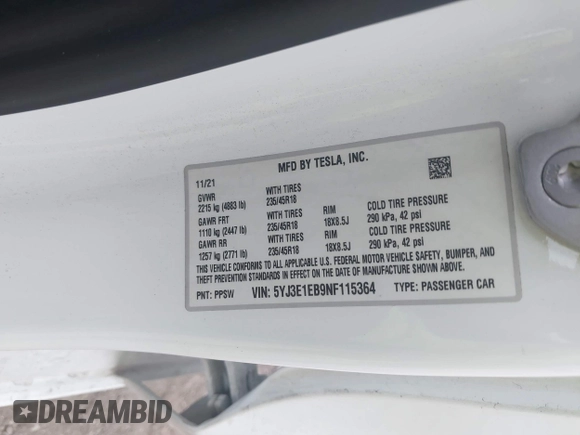 MFD BY TESLA, INC.
11/21
GVWR WITH TIRES
2215 kg (4883 lb) 235/45R18
GAWR FRT WITH TIRES RIM COLD TIRE PRESSURE
1110 kg (2447 lb) 235/45R18 18X8.5J 290 kPa, 42 psi
GAWR RR WITH TIRES RIM COLD TIRE PRESSURE
1257 kg (2771 lb) 235/45R18 18X8.5J 290 kPa, 42 psi
THIS VEHICLE CONFORMS TO ALL APPLICABLE U.S. FEDERAL MOTOR VEHICLE SAFETY, BUMPER, AND
THEFT PREVENTION STANDARDS IN EFFECT ON THE DATE OF MANUFACTURE SHOWN ABOVE.
PNT: PPSW VIN: 5YJ3E1EB9NF115364 TYPE: PASSENGER CAR
DREAMBID